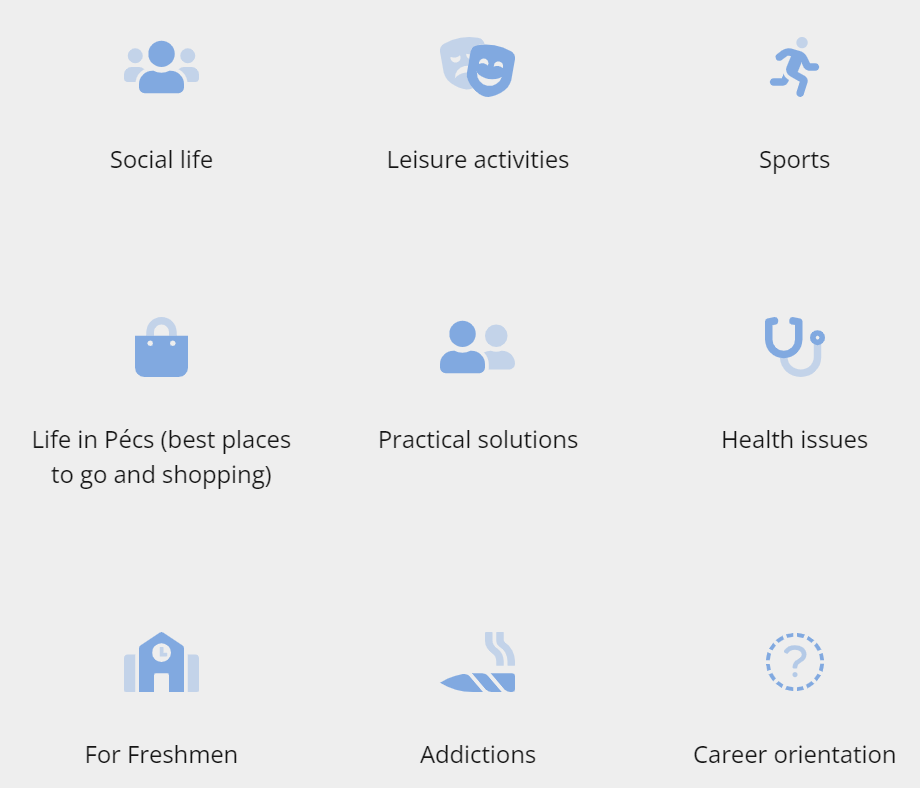 Social life
Leisure activities
Sports
Life in Pécs (best places
to go and shopping)
Practical solutions
Health issues
For Freshmen
Addictions
Career orientation